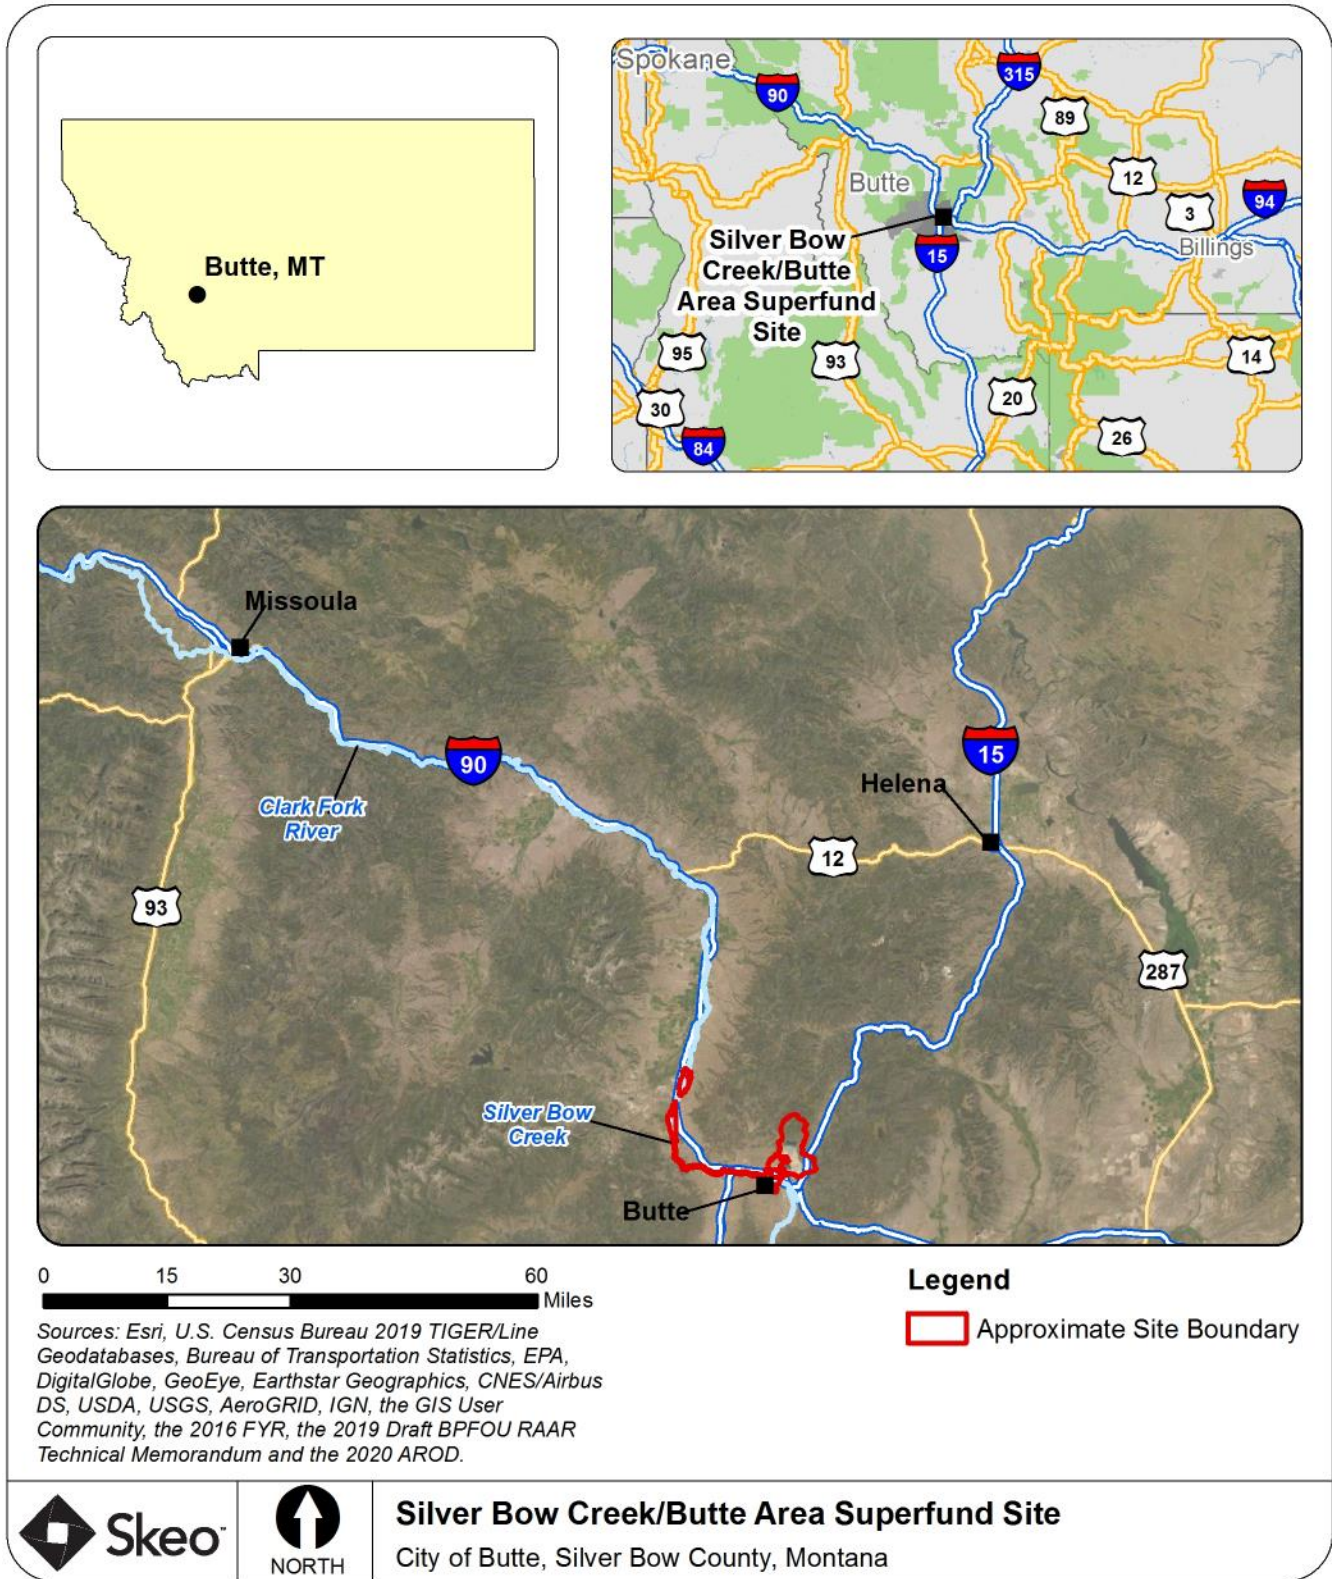 Butte, MT
Spokane
90
315
89
12
3
94
Butte
Billings
Silver Bow
Creek/Butte
Area Superfund
Site
15
95
93
14
30
20
84
26
Missoula
90
15
Clark Fork
River
Helena
12
93
287
Silver Bow
Creek
Butte
0 15 30 60
Miles
Sources: Esri, U.S. Census Bureau 2019 TIGER/Line
Geodatabases, Bureau of Transportation Statistics, EPA,
DigitalGlobe, GeoEye, Earthstar Geographics, CNES/Airbus
DS, USDA, USGS, AeroGRID, IGN, the GIS User
Community, the 2016 FYR, the 2019 Draft BPFOU RAAR
Technical Memorandum and the 2020 AROD.
Legend
Approximate Site Boundary
Skeo
NORTH
Silver Bow Creek/Butte Area Superfund Site
City of Butte, Silver Bow County, Montana